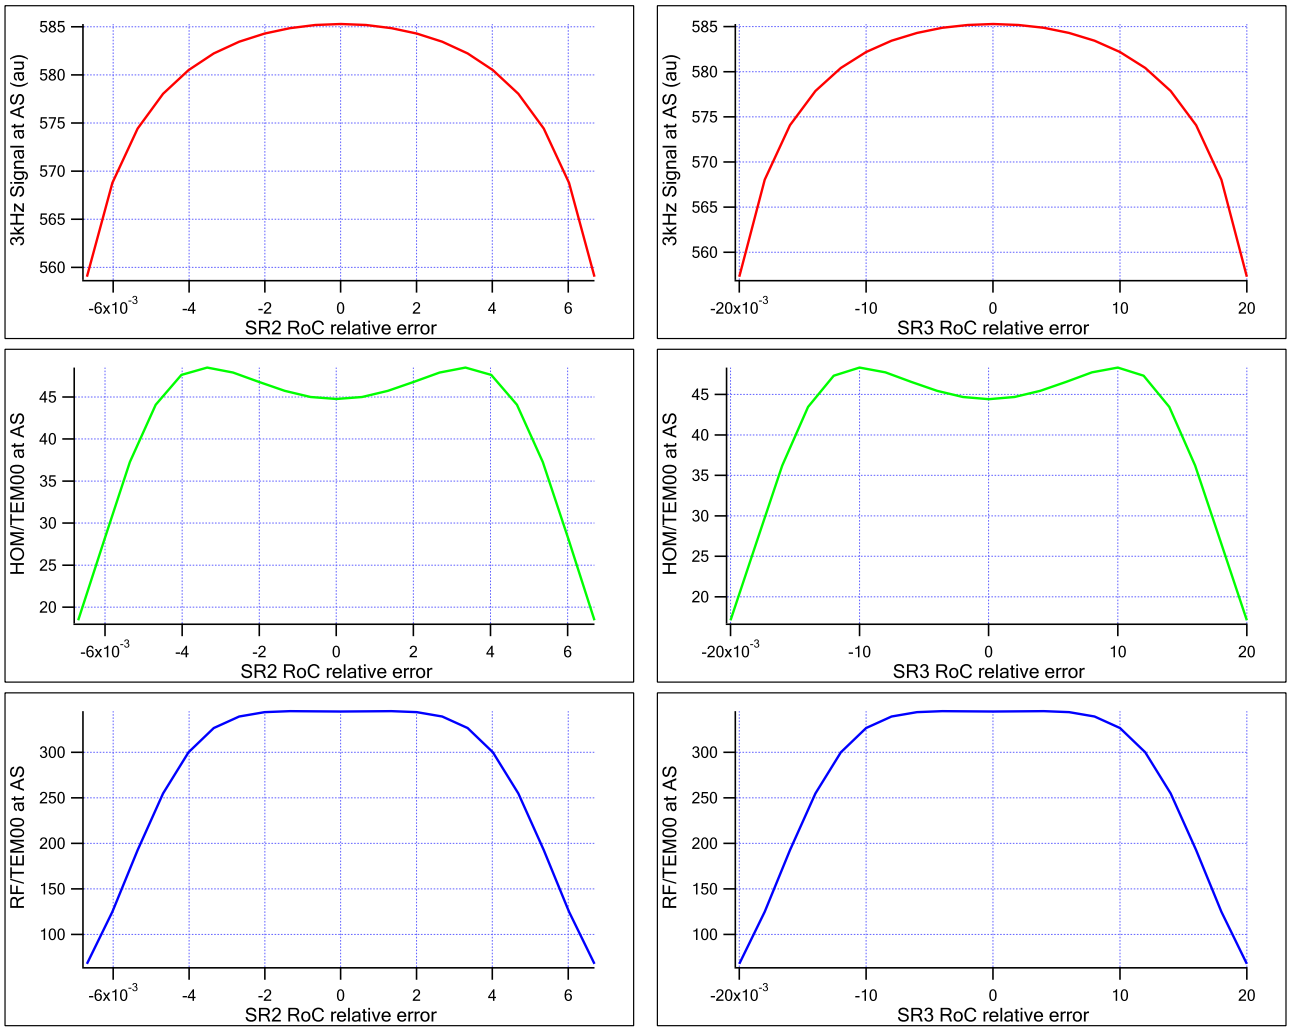 3kHz Signal at AS (au)
585
580
575
570
565
560
-6x10-3 -4 -2 0 2 4 6
SR2 RoC relative error
3kHz Signal at AS (au)
585
580
575
570
565
560
-20x10-3 -10 0 10 20
SR3 RoC relative error
HOM/TEM00 at AS
45
40
35
30
25
20
-6x10-3 -4 -2 0 2 4 6
SR2 RoC relative error
HOM/TEM00 at AS
45
40
35
30
25
20
-20x10-3 -10 0 10 20
SR3 RoC relative error
RF/TEM00 at AS
300
250
200
150
100
-6x10-3 -4 -2 0 2 4 6
SR2 RoC relative error
RF/TEM00 at AS
300
250
200
150
100
-20x10-3 -10 0 10 20
SR3 RoC relative error